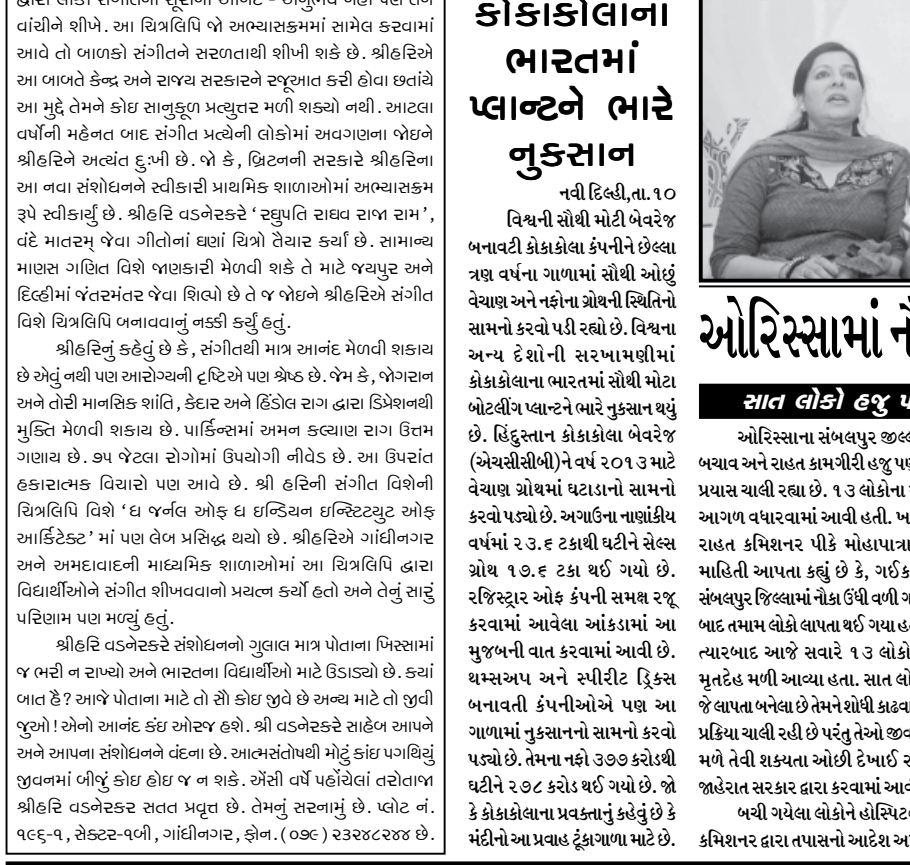 વાંચીને શીખે. આ ચિત્રલિપિ જો અભ્યાસક્રમમાં સામેલ કરવામાં
આવે તો બાળકો સંગીતને સરળતાથી શીખી શકે છે. શ્રીહરિએ
આ બાબતે કેન્દ્ર અને રાજય સરકારને રજૂઆત કરી હોવા છતાંયે
આ મુદ્દે તેમને કોઇ સાનુકૂળ પ્રત્યુત્તર મળી શક્યો નથી. આટલા
વર્ષોની મહેનત બાદ સંગીત પ્રત્યેની લોકોમાં અવગણના જોઇને
શ્રીહરિને અત્યંત દુઃખી છે. જો કે, બ્રિટનની સરકારે શ્રીહરિના
આ નવા સંશોધનને સ્વીકારી પ્રાથમિક શાળાઓમાં અભ્યાસક્રમ
રૂપે સ્વીકાર્યું છે. શ્રીહરિ વડનેરકરે ‘રઘુપતિ રાઘવ રાજા રામ’,
વંદે માતરમ્ જેવા ગીતોનાં ઘણાં ચિત્રો તૈયાર કર્યાં છે. સામાન્ય
માણસ ગણિત વિશે જાણકારી મેળવી શકે તે માટે જયપુર અને
દિલ્હીમાં જંતરમંતર જેવા શિલ્પો છે તે જ જોઇને શ્રીહરિએ સંગીત
વિશે ચિત્રલિપિ બનાવવાનું નક્કી કર્યું હતું.
શ્રીહરિનું કહેવું છે કે, સંગીતથી માત્ર આનંદ મેળવી શકાય
છે એવું નથી પણ આરોગ્યની દૃષ્ટિએ પણ શ્રેષ્ઠ છે. જેમ કે, જોગરાન
અને તોરી માનસિક શાંતિ, કેદાર અને હિંડોલ રાગ દ્વારા ડિપ્રેશનથી
મુક્તિ મેળવી શકાય છે. પાર્કિન્સમાં અમન કલ્યાણ રાગ ઉત્તમ
ગણાય છે. ૭૫ જેટલા રોગોમાં ઉપયોગી નીવેડ છે. આ ઉપરાંત
હકારાત્મક વિચારો પણ આવે છે. શ્રી હરિની સંગીત વિશેની
ચિત્રલિપિ વિશે ‘ધ જર્નલ ઓફ ધ ઇન્ડિયન ઇન્સ્ટિટયુટ ઓફ
આર્કિટેક્ટ’ માં પણ લેબ પ્રસિદ્ધ થયો છે. શ્રીહરિએ ગાંધીનગર
અને અમદાવાદની માધ્યમિક શાળાઓમાં આ ચિત્રલિપિ દ્વારા
વિદ્યાર્થીઓને સંગીત શીખવવાનો પ્રયત્ન કર્યો હતો અને તેનું સારું
પરિણામ પણ મળ્યું હતું.
શ્રીહરિ વડનેરકરે સંશોધનનો ગુલાલ માત્ર પોતાના ખિસ્સામાં
જ ભરી ન રાખ્યો અને ભારતના વિદ્યાર્થીઓ માટે ઉડાડ્યો છે. કયાં
બાત હૈ? આજે પોતાના માટે તો સૌ કોઇ જીવે છે અન્ય માટે તો જીવી
જુઓ! એનો આનંદ કંઇ ઓરજ હશે. શ્રી વડનેરકરે સાહેબ આપને
અને આપના સંશોધનને વંદના છે. આત્મસંતોષથી મોટું કાંઇ પગથિયું
જીવનમાં બીજું કોઇ હોઇ જ ન શકે. એંસી વર્ષે પહોંચેલાં તરોતાજા
શ્રીહરિ વડનેરકર સતત પ્રવૃત્ત છે. તેમનું સરનામું છે. પ્લોટ નં.
૧૯૬-૧, સેક્ટર-૧બી, ગાંધીનગર, ફોન.(૦૭૯) ૨૩૨૪૮૨૪૪ છે.
કોકાકોલાના
ભારતમાં
પ્લાન્ટને ભારે
નુકસાન
નવી દિલ્હી,તા.૧૦
વિશ્વની સૌથી મોટી બેવરેજ
બનાવટી કોકાકોલા કંપનીને છેલ્લા
ત્રણ વર્ષના ગાળામાં સૌથી ઓછું
વેચાણ અને નફોના ગ્રોથની સ્થિતિનો
સામનો કરવો પડી રહ્યો છે. વિશ્વના
અન્ય દેશોની સરખામણીમાં
કોકાકોલાના ભારતમાં સૌથી મોટા
બોટલીંગ પ્લાન્ટને ભારે નુકસાન થયું
છે. હિંદુસ્તાન કોકાકોલા બેવરેજ
(એચસીસીબી)ને વર્ષ ૨૦૧૩ માટે
વેચાણ ગ્રોથમાં ઘટાડાનો સામનો
કરવો પડ્યો છે. અગાઉના નાણાંકીય
વર્ષમાં ૨૩.૬ ટકાથી ઘટીને સેલ્સ
ગ્રોથ ૧૭.૬ ટકા થઈ ગયો છે.
રજિસ્ટ્રાર ઓફ કંપની સમક્ષ રજૂ
કરવામાં આવેલા આંકડામાં આ
મુજબની વાત કરવામાં આવી છે.
થમ્સઅપ અને સ્પીરીટ ડ્રિંક્સ
બનાવતી કંપનીઓએ પણ આ
ગાળામાં નુકસાનનો સામનો કરવો
પડ્યો છે. તેમના નફો ૩૭૭ કરોડથી
ઘટીને ૨૭૮ કરોડ થઈ ગયો છે. જો
કે કોકાકોલાના પ્રવક્તાનું કહેવું છે કે
મંદીનો આ પ્રવાહ ટૂંકાગાળા માટે છે.
ઓરિસ્સામાં
સાત લોકો હજુ
ઓરિસ્સાના સંબલપુર
બચાવ અને રાહત કામગીરી હજુ
પ્રયાસ ચાલી રહ્યા છે. ૧૩ લોકોના
આગળ વધારવામાં આવી હતી.
રાહત કમિશનર પીકે મોહાપાત્રા
માહિતી આપતા કહ્યું છે કે,
સંબલપુર જિલ્લામાં નૌકા ઉંધી વળી
બાદ તમામ લોકો લાપતા થઈ ગયા
ત્યારબાદ આજે સવારે ૧૩
મૃતદેહ મળી આવ્યા હતા. સાત
જે લાપતા બનેલા છે તેમને શોધી
પ્રક્રિયા ચાલી રહી છે પરંતુ તેઓ
મળે તેવી શક્યતા ઓછી દેખાઈ
જાહેરાત સરકાર દ્વારા કરવામાં
બચી ગયેલા લોકોને
કમિશનર દ્વારા તપાસનો આદેશ